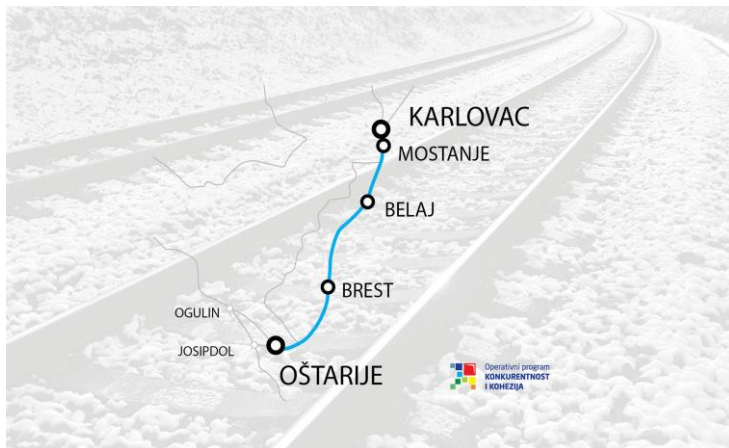 KARLOVAC
MOSTANJE
BELAJ
BREST
OGULIN
JOSIPDOL
OŠTARIJE
Operativni program
KONKURENTNOST
I KOHEZIJA